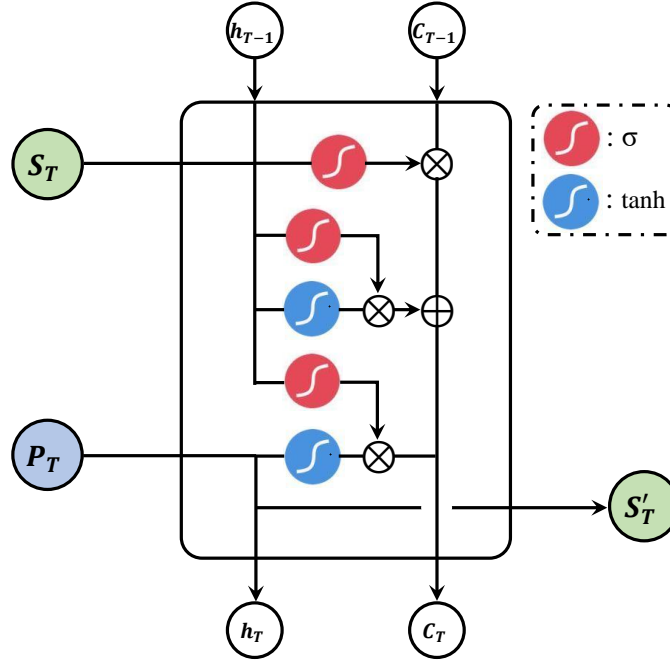 h_{T-1}
C_{T-1}
S_T
: σ
: tanh
P_T
S'_T
h_T
C_T